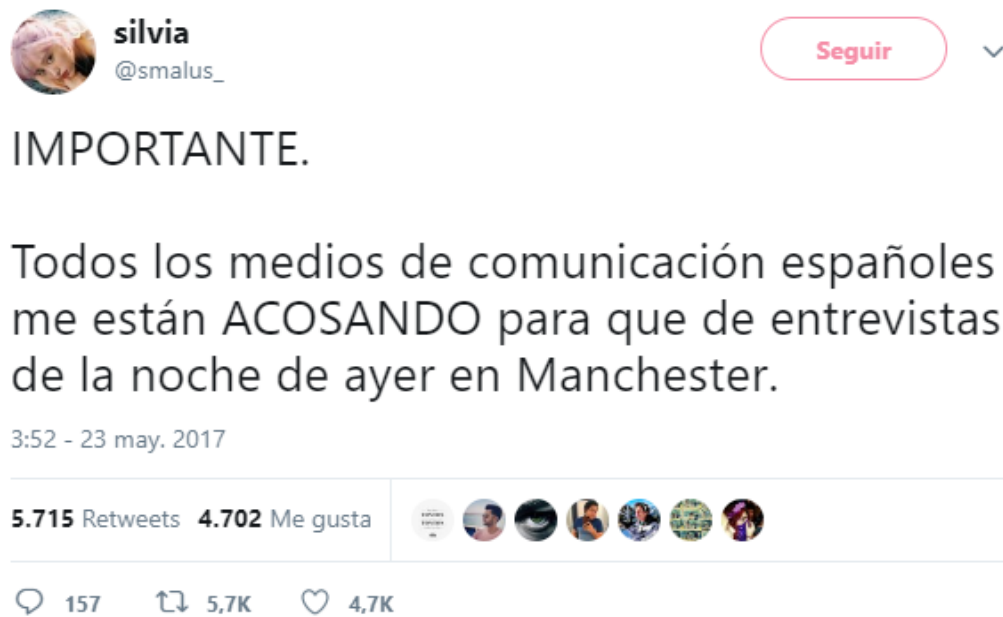 silvia
@smalus_
Seguir
IMPORTANTE.
Todos los medios de comunicación españoles
me están ACOSANDO para que de entrevistas
de la noche de ayer en Manchester.
3:52 - 23 may. 2017
5.715 Retweets 4.702 Me gusta
157 5,7K 4,7K